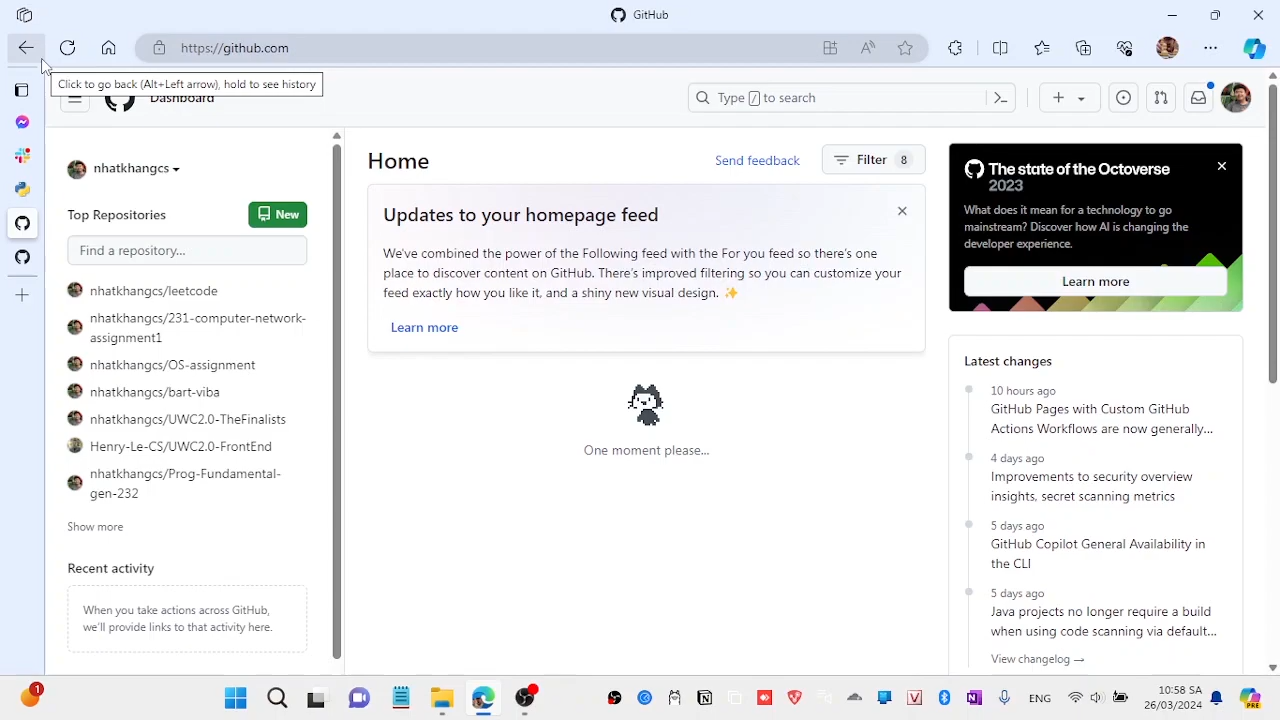 GitHub
https://github.com
Click to go back (Alt+Left arrow), hold to see history
Dashboard
Type / to search
nhatkhangcs
Top Repositories
New
Find a repository...
nhatkhangcs/leetcode
nhatkhangcs/231-computer-network-
assignment1
nhatkhangcs/OS-assignment
nhatkhangcs/bart-viba
nhatkhangcs/UWC2.0-TheFinalists
Henry-Le-CS/UWC2.0-FrontEnd
nhatkhangcs/Prog-Fundamental-
gen-232
Show more
Recent activity
When you take actions across GitHub,
we'll provide links to that activity here.
Home
Send feedback
Filter 8
Updates to your homepage feed
We've combined the power of the Following feed with the For you feed so there's one
place to discover content on GitHub. There's improved filtering so you can customize your
feed exactly how you like it, and a shiny new visual design. ✨
Learn more
One moment please...
The state of the Octoverse
2023
What does it mean for a technology to go
mainstream? Discover how AI is changing the
developer experience.
Learn more
Latest changes
10 hours ago
GitHub Pages with Custom GitHub
Actions Workflows are now generally...
4 days ago
Improvements to security overview
insights, secret scanning metrics
5 days ago
GitHub Copilot General Availability in
the CLI
5 days ago
Java projects no longer require a build
when using code scanning via default...
View changelog →
1
ENG
10:58 SA
26/03/2024
PRE